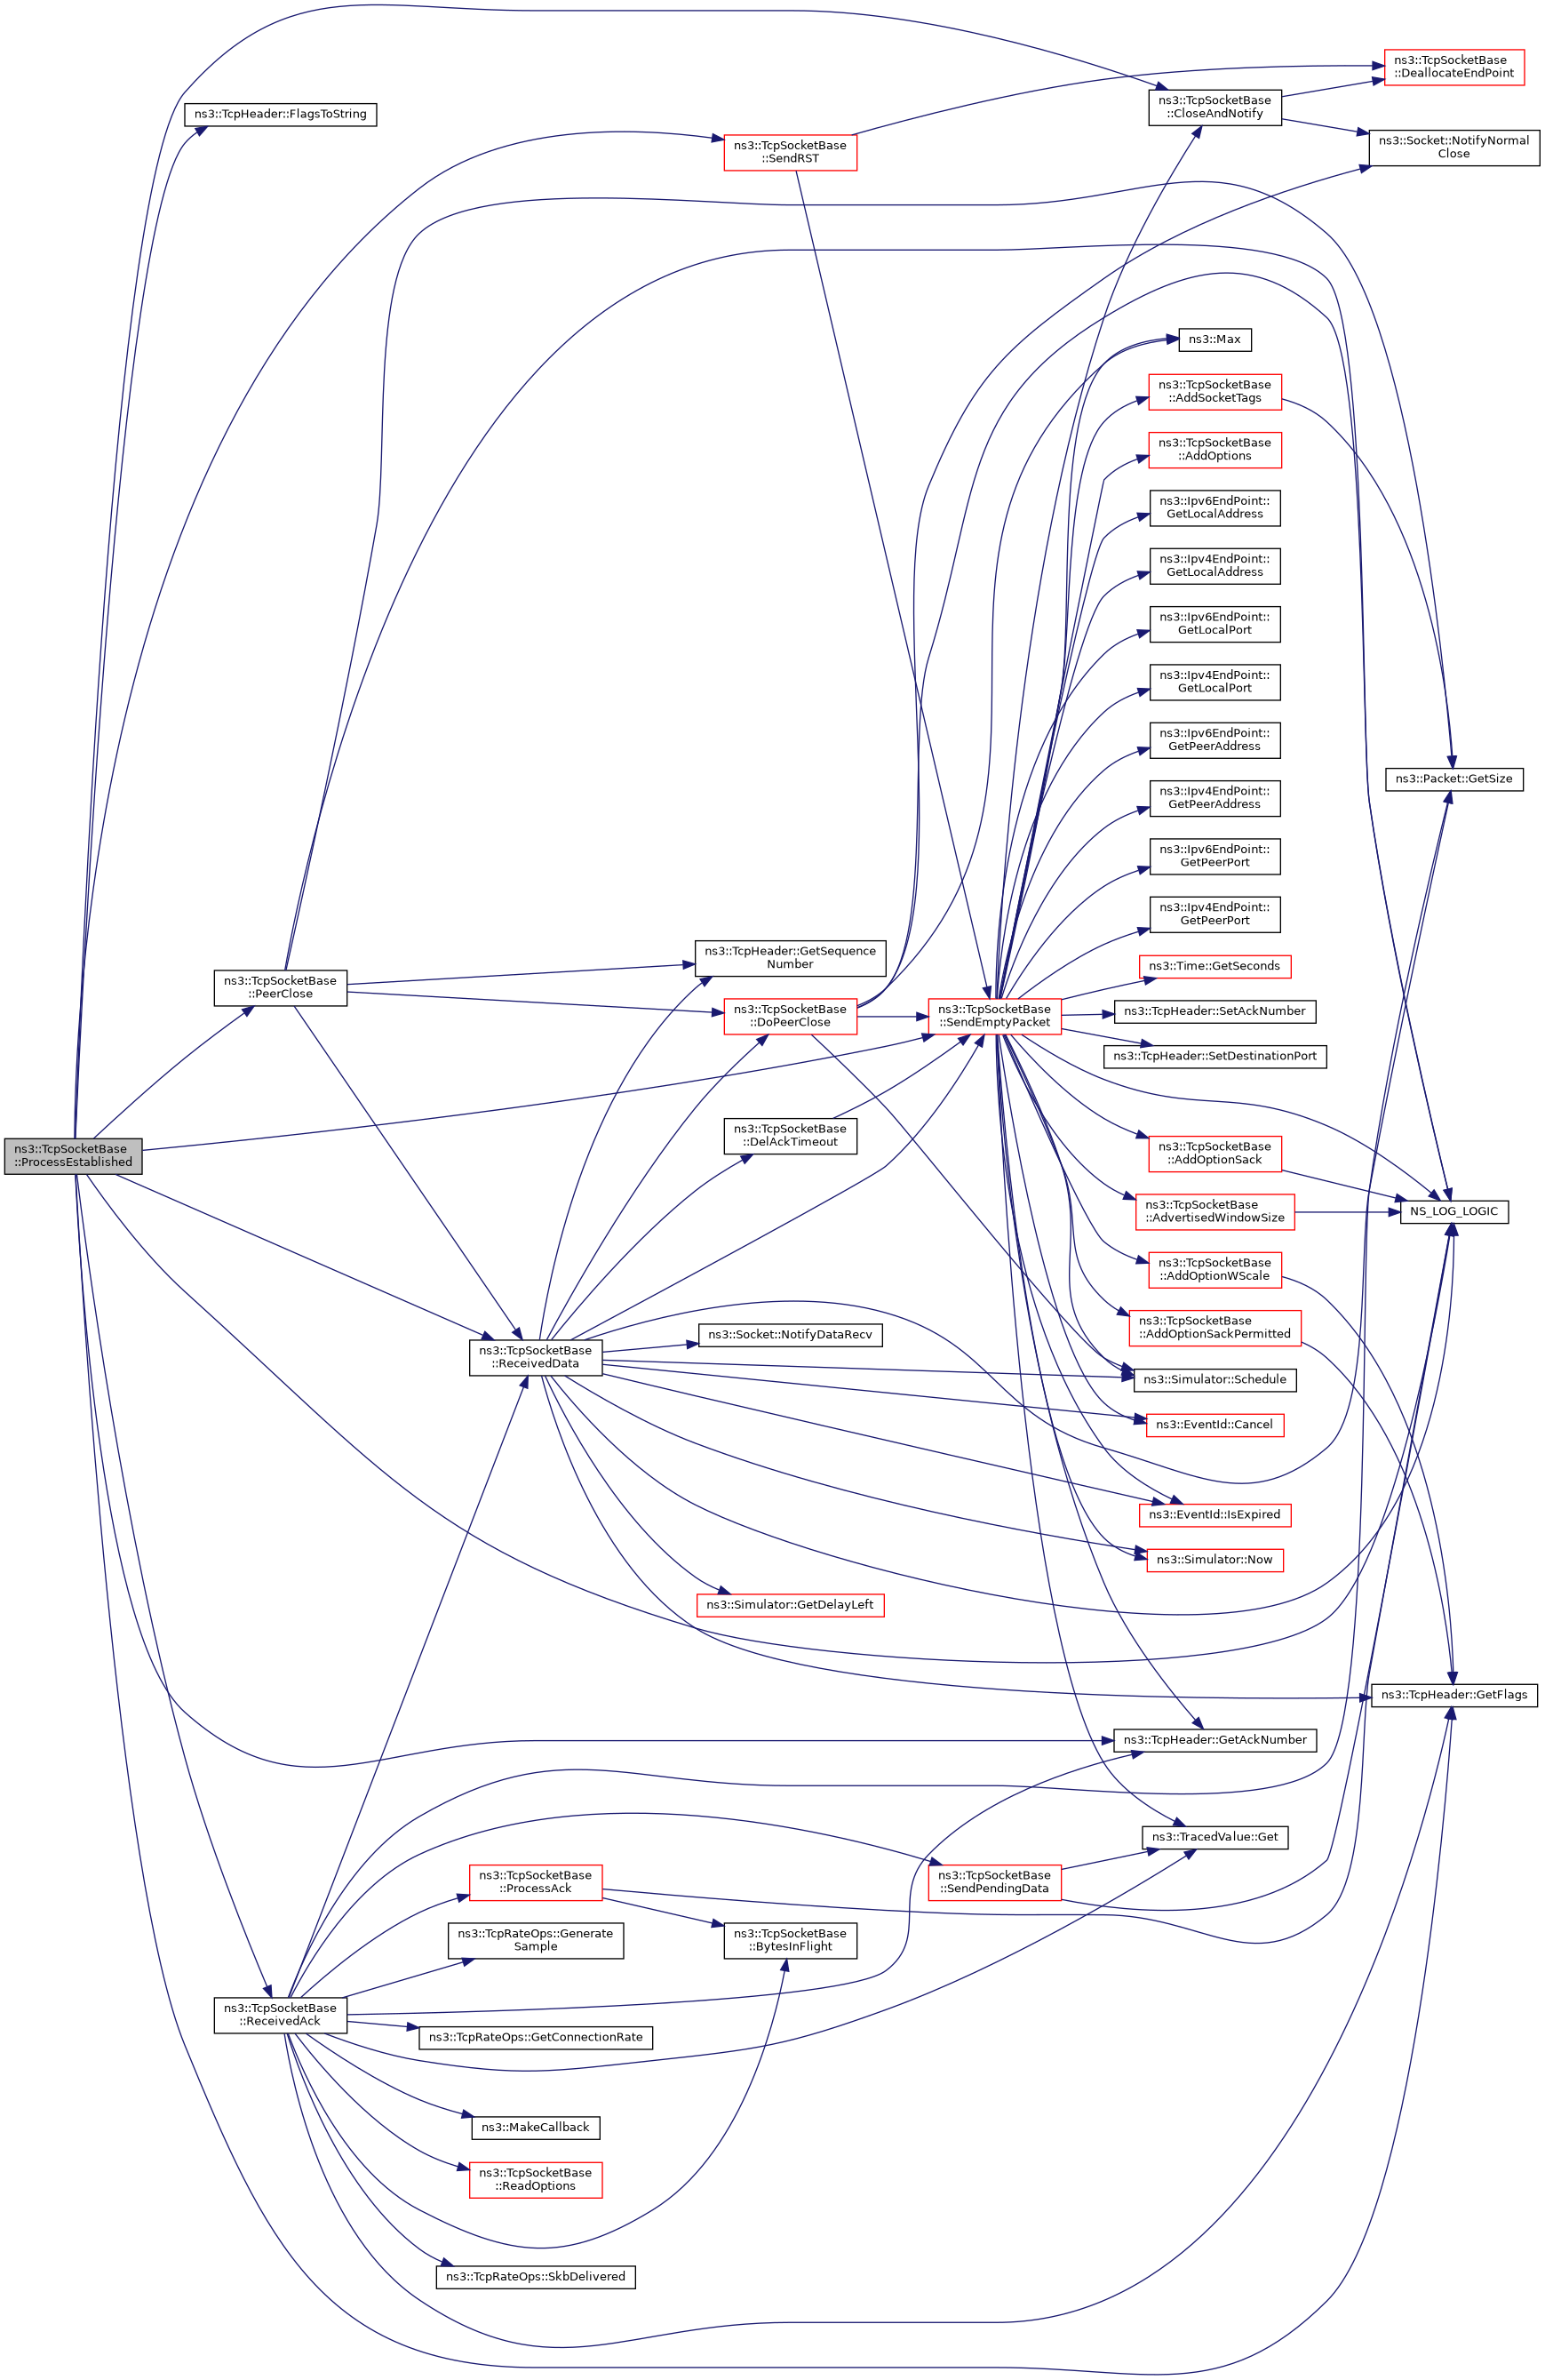 ns3::TcpSocketBase
::ProcessEstablished
ns3::TcpHeader::FlagsToString
ns3::TcpSocketBase
::PeerClose
ns3::TcpSocketBase
::ReceivedAck
ns3::TcpSocketBase
::ReceivedData
ns3::TcpSocketBase
::ProcessAck
ns3::TcpRateOps::Generate
Sample
ns3::TcpRateOps::GetConnectionRate
ns3::MakeCallback
ns3::TcpSocketBase
::ReadOptions
ns3::TcpRateOps::SkbDelivered
ns3::TcpSocketBase
::SendRST
ns3::TcpHeader::GetSequence
Number
ns3::TcpSocketBase
::DoPeerClose
ns3::TcpSocketBase
::DelAckTimeout
ns3::Socket::NotifyDataRecv
ns3::Simulator::GetDelayLeft
ns3::TcpSocketBase
::BytesInFlight
ns3::TcpSocketBase
::SendEmptyPacket
ns3::TcpSocketBase
::SendPendingData
ns3::TcpSocketBase
::CloseAndNotify
ns3::Max
ns3::TcpSocketBase
::AddSocketTags
ns3::TcpSocketBase
::AddOptions
ns3::Ipv6EndPoint::
GetLocalAddress
ns3::Ipv4EndPoint::
GetLocalAddress
ns3::Ipv6EndPoint::
GetLocalPort
ns3::Ipv4EndPoint::
GetLocalPort
ns3::Ipv6EndPoint::
GetPeerAddress
ns3::Ipv4EndPoint::
GetPeerAddress
ns3::Ipv6EndPoint::
GetPeerPort
ns3::Ipv4EndPoint::
GetPeerPort
ns3::Time::GetSeconds
ns3::TcpHeader::SetAckNumber
ns3::TcpHeader::SetDestinationPort
ns3::TcpSocketBase
::AddOptionSack
ns3::TcpSocketBase
::AdvertisedWindowSize
ns3::TcpSocketBase
::AddOptionWScale
ns3::TcpSocketBase
::AddOptionSackPermitted
ns3::Simulator::Schedule
ns3::EventId::Cancel
ns3::EventId::IsExpired
ns3::Simulator::Now
ns3::TcpHeader::GetAckNumber
ns3::TracedValue::Get
ns3::TcpSocketBase
::DeallocateEndPoint
ns3::Socket::NotifyNormal
Close
ns3::Packet::GetSize
NS_LOG_LOGIC
ns3::TcpHeader::GetFlags